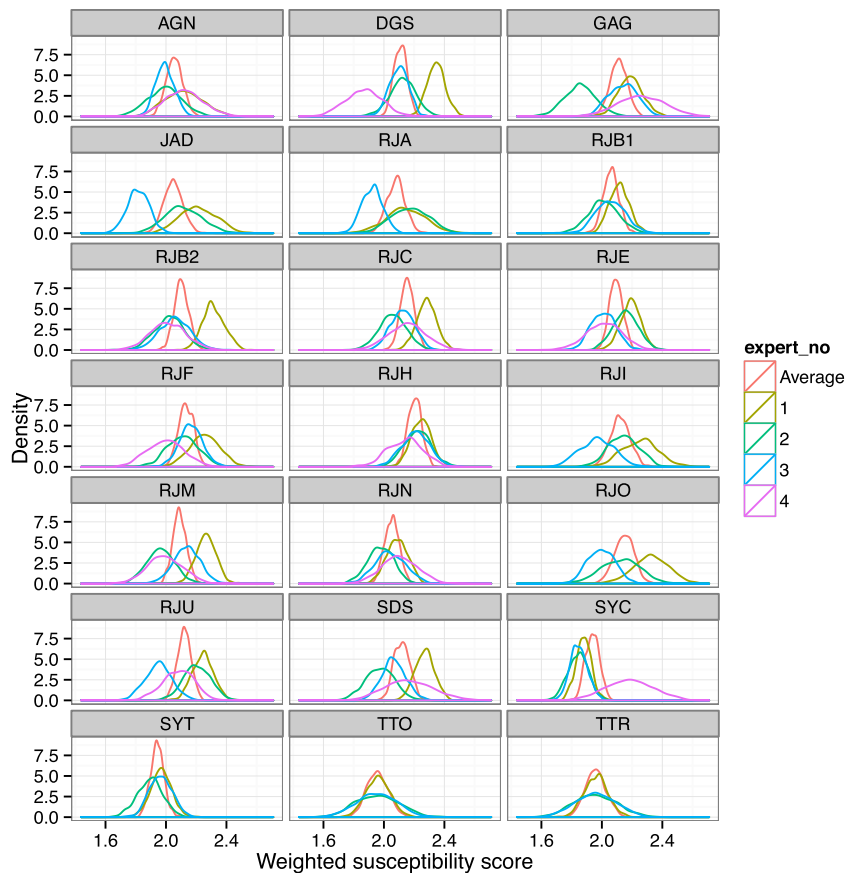 AGN DGS GAG
7.5
5.0
2.5
0.0
JAD RJA RJB1
7.5
5.0
2.5
0.0
RJB2 RJC RJE
7.5
5.0
2.5
0.0
RJF RJH RJI
7.5
5.0
2.5
0.0
RJM RJN RJO
7.5
5.0
2.5
0.0
RJU SDS SYC
7.5
5.0
2.5
0.0
SYT TTO TTR
7.5
5.0
2.5
0.0
1.6 2.0 2.4 1.6 2.0 2.4 1.6 2.0 2.4
Weighted susceptibility score
Density
expert_no
Average
1
2
3
4